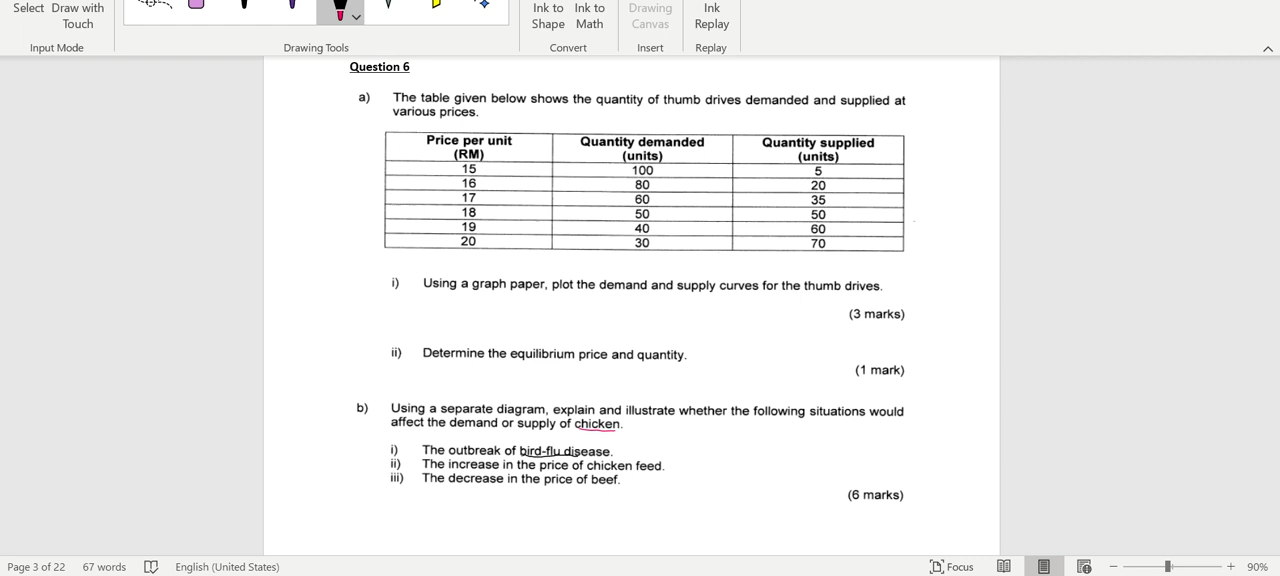 Select Draw with Touch
Ink to Shape Ink to Math Drawing Canvas Ink Replay
Input Mode Drawing Tools Convert Insert Replay
Question 6
a) The table given below shows the quantity of thumb drives demanded and supplied at
various prices.
Price per unit (RM) Quantity demanded (units) Quantity supplied (units)
15 100 5
16 80 20
17 60 35
18 50 50
19 40 60
20 30 70
i) Using a graph paper, plot the demand and supply curves for the thumb drives.
(3 marks)
ii) Determine the equilibrium price and quantity.
(1 mark)
b) Using a separate diagram, explain and illustrate whether the following situations would
affect the demand or supply of chicken.
i) The outbreak of bird-flu disease.
ii) The increase in the price of chicken feed.
iii) The decrease in the price of beef.
(6 marks)
Page 3 of 22 67 words English (United States) Focus 90%